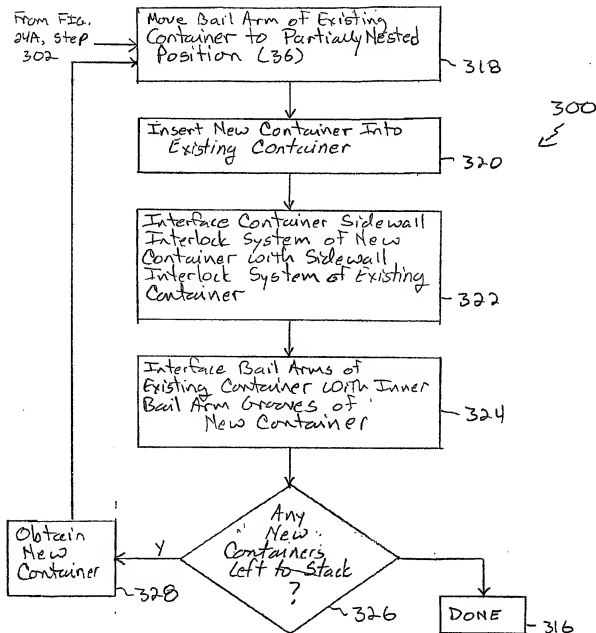 From FIG.
24A, Step
302
Move Bail Arm of Existing
Container to Partially Nested
Position (36)
318
300
Insert New Container Into
Existing Container
320
Interface Container Sidewall
Interlock System of New
Container with Sidewall
Interlock System of Existing
Container
322
Interface Bail Arms of
Existing Container with Inner
Bail Arm Grooves of
New Container
324
Any
New
Containers
Left to Stack
?
326
Y
Obtain
New
Container
328
DONE
316